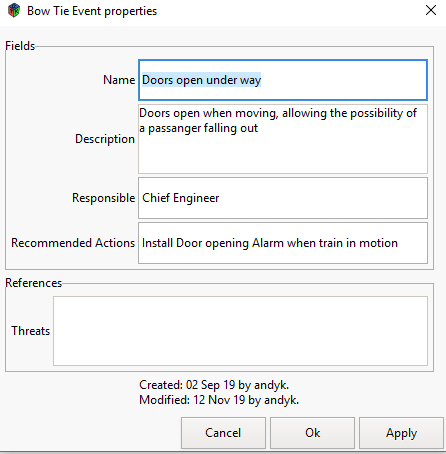 Bow Tie Event properties
Fields
Name
Doors open under way
Description
Doors open when moving, allowing the possibility of
a passanger falling out
Responsible
Chief Engineer
Recommended Actions
Install Door opening Alarm when train in motion
References
Threats
Created: 02 Sep 19 by andyk.
Modified: 12 Nov 19 by andyk.
Cancel
Ok
Apply